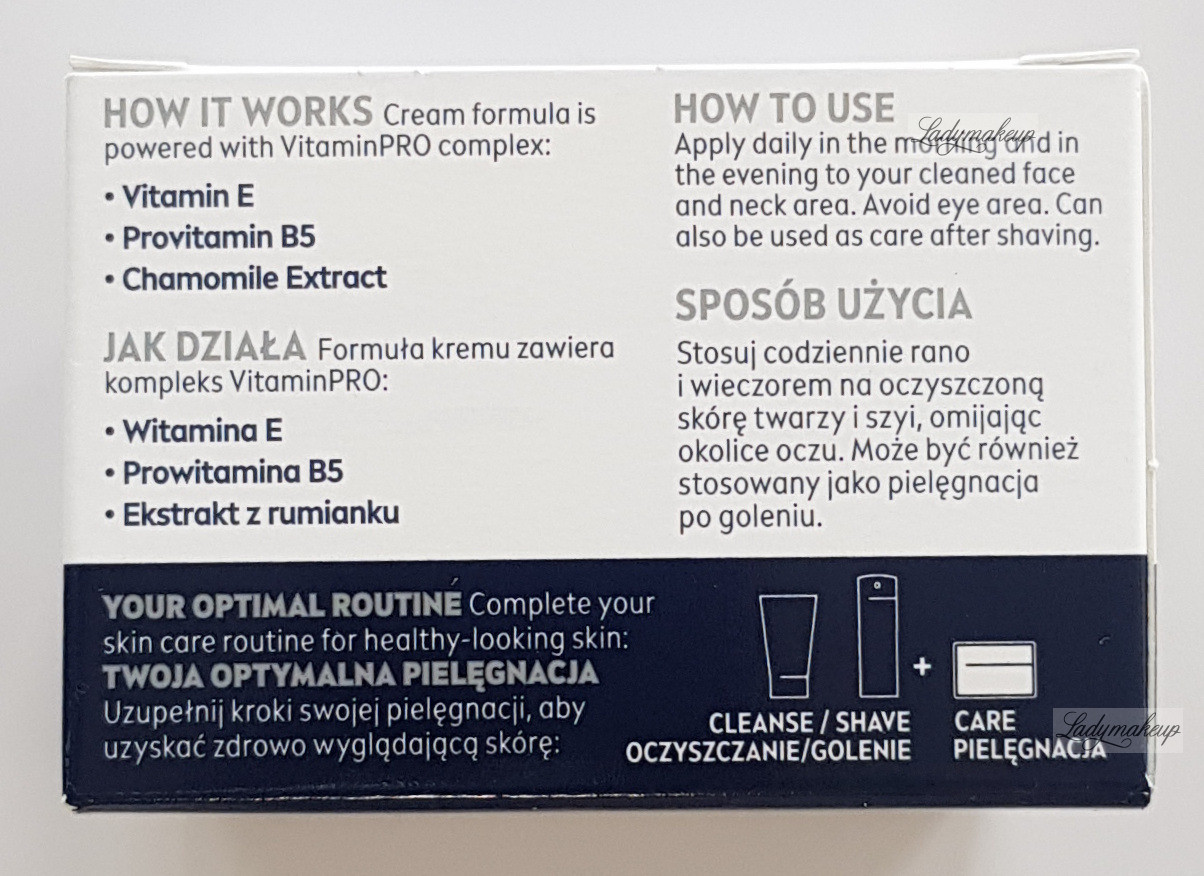 HOW IT WORKS Cream formula is
powered with VitaminPRO complex:
• Vitamin E
• Provitamin B5
• Chamomile Extract
JAK DZIAŁA Formuła kremu zawiera
kompleks VitaminPRO:
• Witamina E
• Prowitamina B5
• Ekstrakt z rumianku
HOW TO USE
Ladymakeup
Apply daily in the morning and in
the evening to your cleaned face
and neck area. Avoid eye area. Can
also be used as care after shaving.
SPOSÓB UŻYCIA
Stosuj codziennie rano
i wieczorem na oczyszczoną
skórę twarzy i szyi, omijając
okolice oczu. Może być również
stosowany jako pielęgnacja
po goleniu.
YOUR OPTIMAL ROUTINE Complete your
skin care routine for healthy-looking skin:
TWOJA OPTYMALNA PIELĘGNACJA
Uzupełnij kroki swojej pielęgnacji, aby
uzyskać zdrowo wyglądającą skórę:
+
CLEANSE / SHAVE
OCZYSZCZANIE/GOLENIE
CARE
PIELĘGNACJA
Ladymakeup